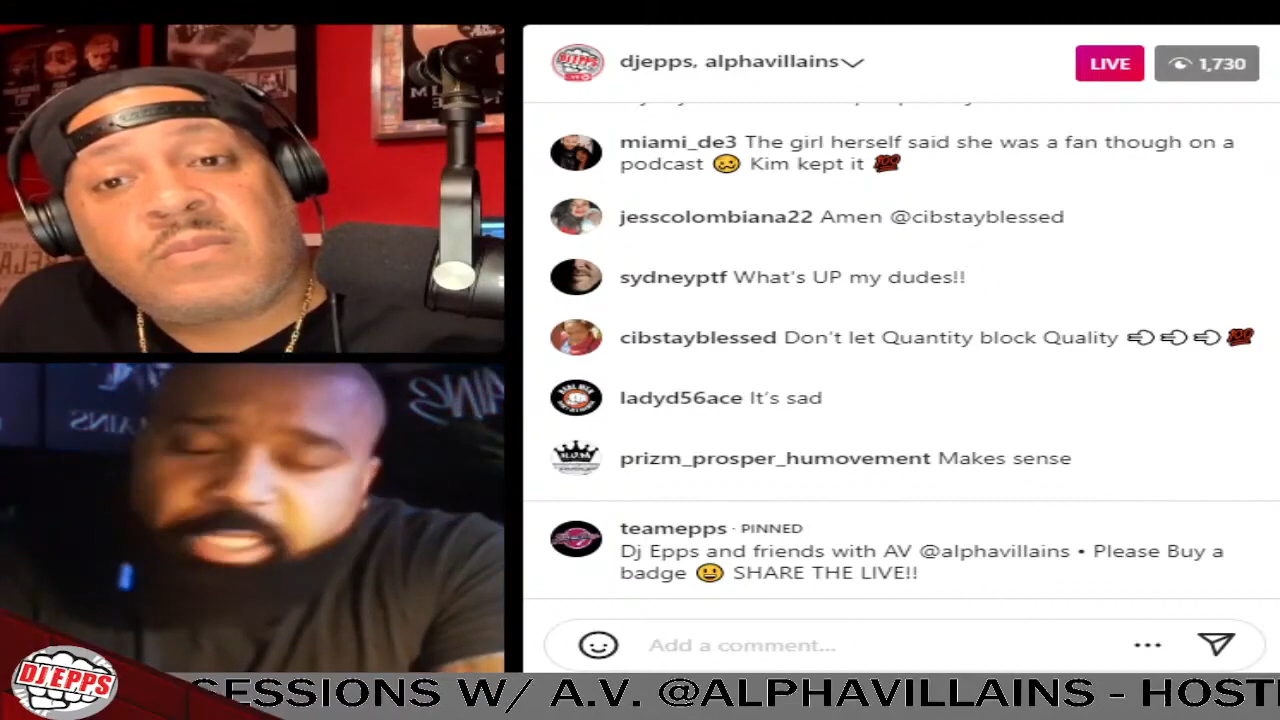 djepps, alphavillains
LIVE
1,730
miami_de3 The girl herself said she was a fan though on a
podcast 🥴 Kim kept it 💯
jesscolombiana22 Amen @cibstayblessed
sydneyptf What's UP my dudes!!
cibstayblessed Don't let Quantity block Quality 💨💨💨💯
ladyd56ace It's sad
prizm_prosper_humovement Makes sense
teamepps · PINNED
Dj Epps and friends with AV @alphavillains • Please Buy a
badge 😀 SHARE THE LIVE!!
Add a comment...
DJ EPPS
SESSIONS W/ A.V. @ALPHAVILLAINS - HOST